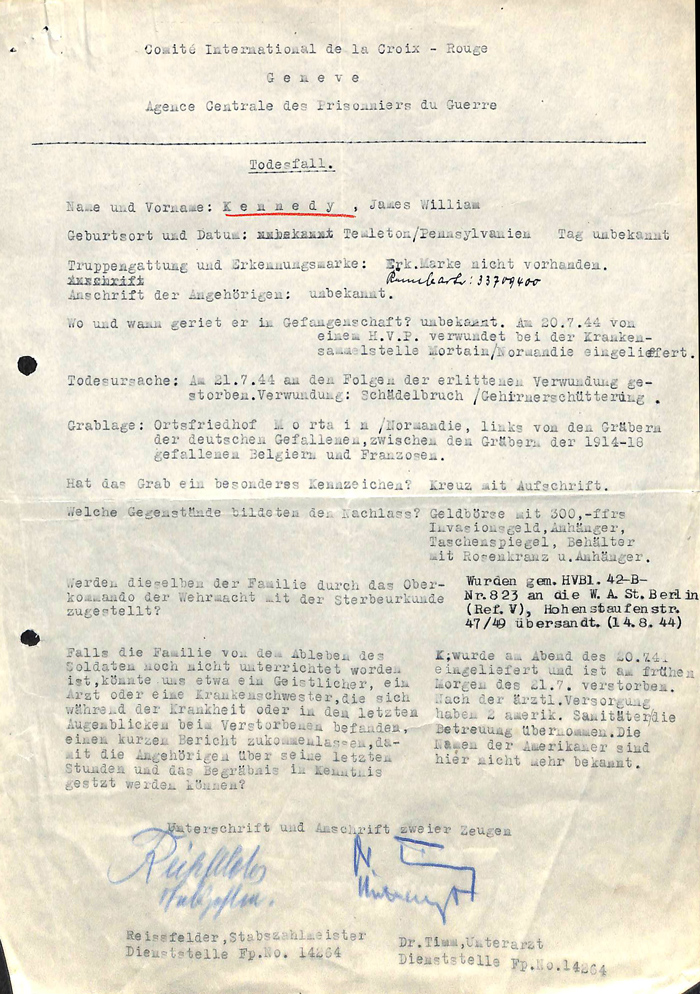 Comité International de la Croix - Rouge
G e n e v e
Agence Centrale des Prisonniers du Guerre
Todesfall.
Name und Vorname: K e n n e d y , James William
Geburtsort und Datum: unbekannt Temleton/Pennsylvanien Tag unbekannt
Truppengattung und Erkennungsmarke: Erk.Marke nicht vorhanden.
Anschrift
: 33709400
Anschrift der Angehörigen: unbekannt.
Wo und wann geriet er in Gefangenschaft? unbekannt. Am 20.7.44 von
einem H.V.P. verwundet bei der Kranken-
sammelstelle Mortain/Normandie eingeliefert.
Todesursache: Am 21.7.44 an den Folgen der erlittenen Verwundung ge-
storben.Verwundung: Schädelbruch /Gehirnerschütterung .
Grablage: Ortsfriedhof M o r t a i n /Normandie, links von den Gräbern
der deutschen Gefallenen,zwischen den Gräbern der 1914-18
gefallenen Belgiern und Franzosen.
Hat das Grab ein besonderes Kennzeichen? Kreuz mit Aufschrift.
Welche Gegenstände bildeten den Nachlass? Geldbörse mit 300,-ffrs
Invasionsgeld,Anhänger,
Taschenspiegel, Behälter
mit Rosenkranz u.Anhänger.
Werden dieselben der Familie durch das Ober-
kommando der Wehrmacht mit der Sterbeurkunde
zugestellt?
Wurden gem. HVBl. 42-B-
Nr.823 an die W. A. St. Berlin
(Ref. V), Hohenstaufenstr.
47/49 übersandt. (14.8. 44)
Falls die Familie von dem Ableben des
Soldaten noch nicht unterrichtet worden
ist,könnte uns etwa ein Geistlicher, ein
Arzt oder eine Krankenschwester,die sich
während der Krankheit oder in den letzten
Augenblicken beim Verstorbenen befanden,
einen kurzen Bericht zukommenlassen,da-
mit die Angehörigen über seine letzten
Stunden und das Begräbnis in Kenntnis
gestzt werden können?
K;wurde am Abend des 20.7.41
eingeliefert und ist am frühen
Morgen des 21.7. verstorben.
Nach der ärztl.Versorgung
haben 2 amerik. Sanitäter,die
Betreuung übernommen.Die
Namen der Amerikaner sind
hier nicht mehr bekannt.
Unterschrift und Anschrift zweier Zeugen
Reissfelder,Stabszahlmeister
Dienststelle Fp.No. 14264
Dr.Timm,Unterarzt
Dienststelle Fp.No.14264